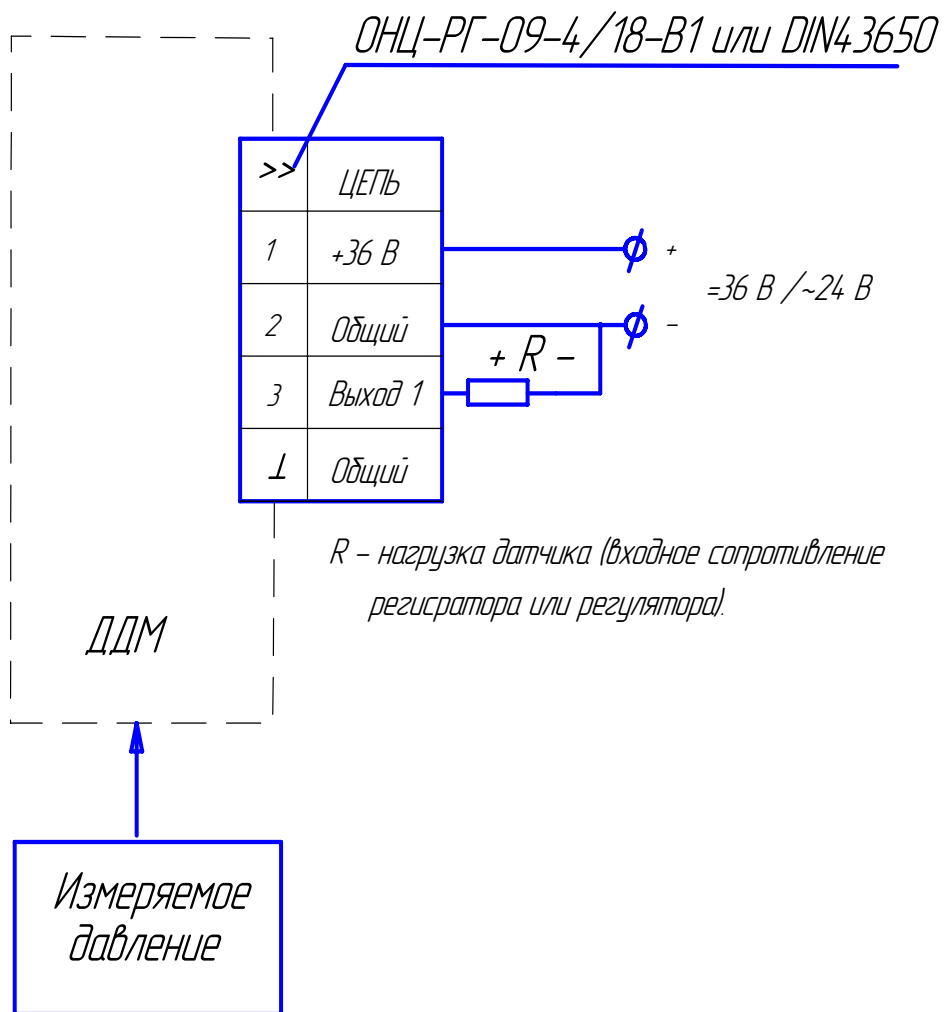 ОНЦ-РГ-09-4/18-В1 или DIN43650
>> ЦЕПЬ
1 +36 В +
=36 В /~24 В
2 Общий -
+ R -
3 Выход 1
⊥ Общий
R - нагрузка датчика (входное сопротивление
регисратора или регулятора).
ДДМ
Измеряемое
давление